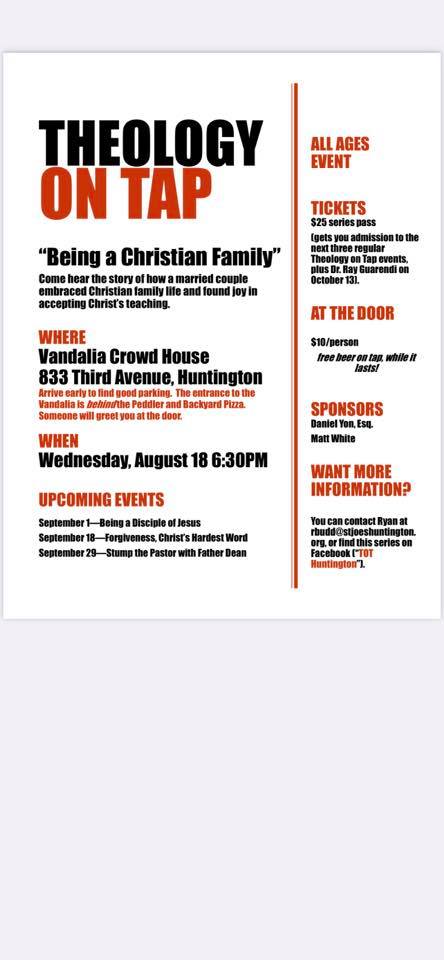 THEOLOGY
ON TAP
“Being a Christian Family”
Come hear the story of how a married couple
embraced Christian family life and found joy in
accepting Christ’s teaching.
WHERE
Vandalia Crowd House
833 Third Avenue, Huntington
Arrive early to find good parking. The entrance to the
Vandalia is behind the Peddler and Backyard Pizza.
Someone will greet you at the door.
WHEN
Wednesday, August 18 6:30PM
UPCOMING EVENTS
September 1—Being a Disciple of Jesus
September 18—Forgiveness, Christ’s Hardest Word
September 29—Stump the Pastor with Father Dean
ALL AGES
EVENT
TICKETS
$25 series pass
(gets you admission to the
next three regular
Theology on Tap events,
plus Dr. Ray Guarendi on
October 13).
AT THE DOOR
$10/person
free beer on tap, while it
lasts!
SPONSORS
Daniel Yon, Esq.
Matt White
WANT MORE
INFORMATION?
You can contact Ryan at
rbudd@stjoeshuntington.
org, or find this series on
Facebook (“TOT
Huntington”).